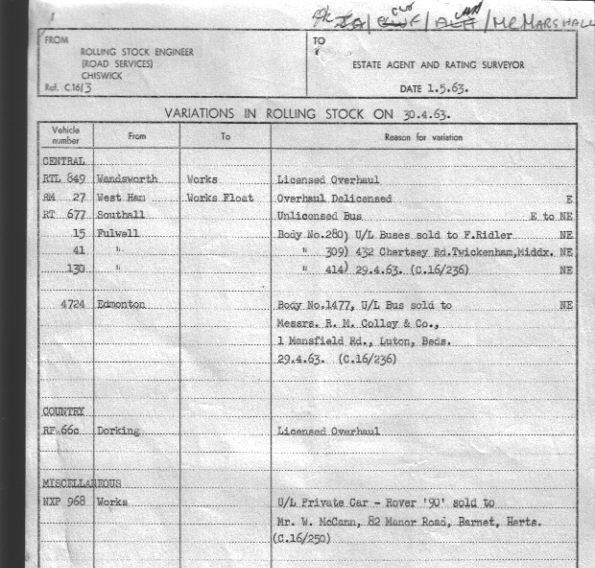 / MC MARSHALL
FROM
ROLLING STOCK ENGINEER
(ROAD SERVICES)
CHISWICK
Ref. C.16/3
TO
ESTATE AGENT AND RATING SURVEYOR
DATE 1.5.63.
VARIATIONS IN ROLLING STOCK ON 30.4.63.
Vehicle number From To Reason for variation
CENTRAL
RTL 849 Wandsworth Works Licensed Overhaul
RM 27 West Ham Works Float Overhaul Delicensed E
RT 677 Southall Unlicensed Bus E to NE
15 Fulwell Body No.280) U/L Buses sold to F.Ridler NE
41 " " 309) 432 Chertsey Rd.Twickenham,Middx. NE
130 " " 414) 29.4.63. (C.16/236) NE
4724 Edmonton Body No.1477, U/L Bus sold to NE
Messrs. R. M. Colley & Co.,
1 Mansfield Rd., Luton, Beds.
29.4.63. (C.16/236)
COUNTRY
RF 66c Dorking Licensed Overhaul
MISCELLANEOUS
NXP 968 Works U/L Private Car - Rover '90' sold to
Mr. W. McCann, 82 Manor Road, Barnet, Herts.
(C.16/250)